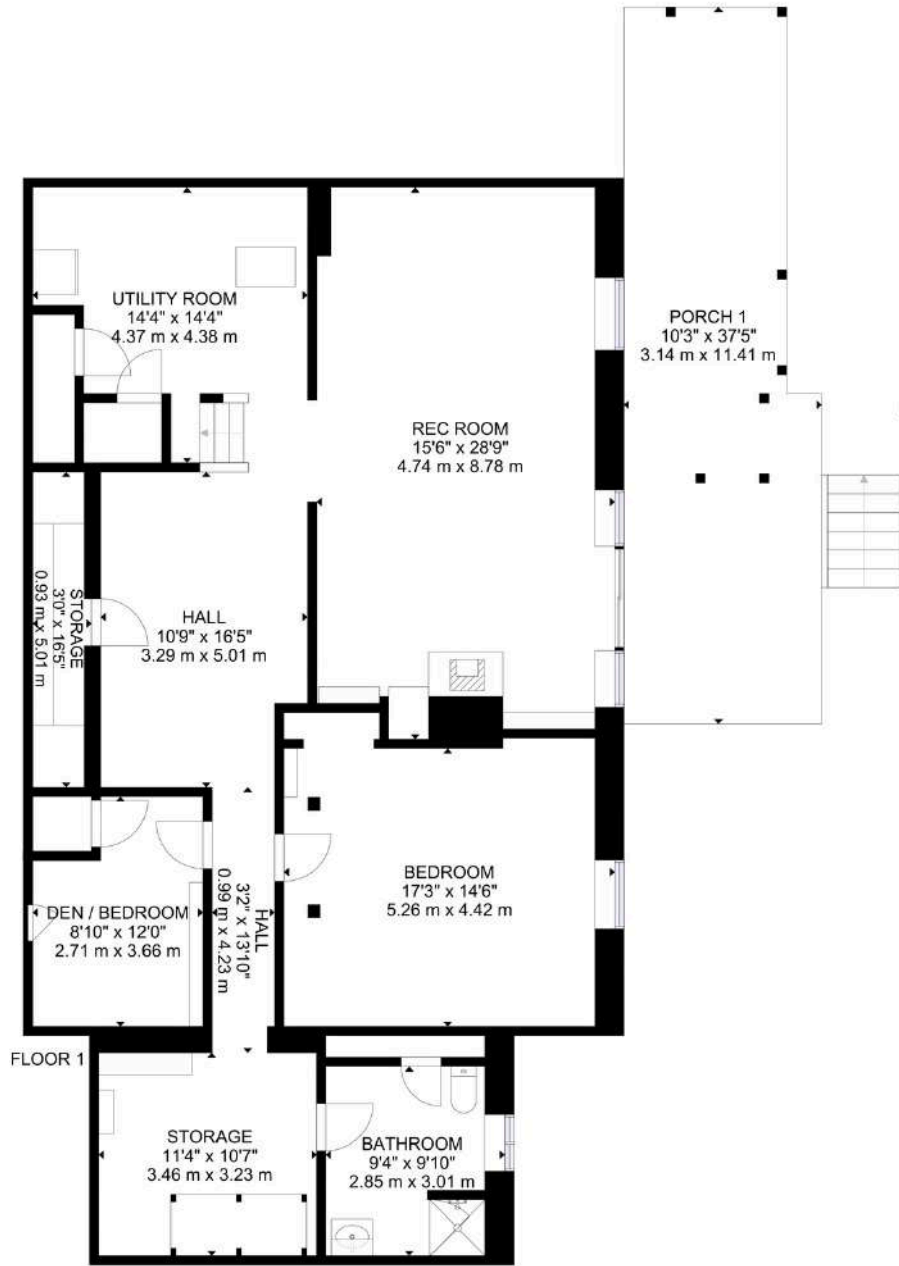 UTILITY ROOM
14'4" x 14'4"
4.37 m x 4.38 m
PORCH 1
10'3" x 37'5"
3.14 m x 11.41 m
REC ROOM
15'6" x 28'9"
4.74 m x 8.78 m
STORAGE
3'0" x 16'5"
0.93 m x 5.01 m
HALL
10'9" x 16'5"
3.29 m x 5.01 m
BEDROOM
17'3" x 14'6"
5.26 m x 4.42 m
HALL
3'2" x 13'10"
0.99 m x 4.23 m
DEN / BEDROOM
8'10" x 12'0"
2.71 m x 3.66 m
FLOOR 1
STORAGE
11'4" x 10'7"
3.46 m x 3.23 m
BATHROOM
9'4" x 9'10"
2.85 m x 3.01 m